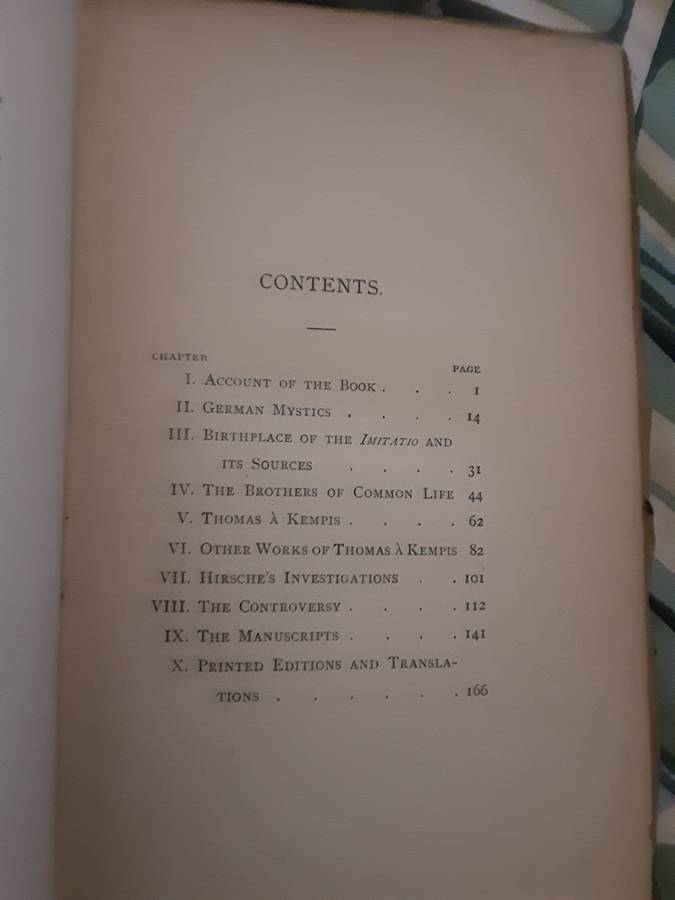 CONTENTS.
CHAPTER
PAGE
I. ACCOUNT OF THE BOOK . . . 1
II. GERMAN MYSTICS . . . . 14
III. BIRTHPLACE OF THE IMITATIO AND
ITS SOURCES . . . . 31
IV. THE BROTHERS OF COMMON LIFE 44
V. THOMAS À KEMPIS . . . . 62
VI. OTHER WORKS OF THOMAS À KEMPIS 82
VII. HIRSCHE'S INVESTIGATIONS . . 101
VIII. THE CONTROVERSY . . . . 112
IX. THE MANUSCRIPTS . . . . 141
X. PRINTED EDITIONS AND TRANSLA-
TIONS . . . . . . 166